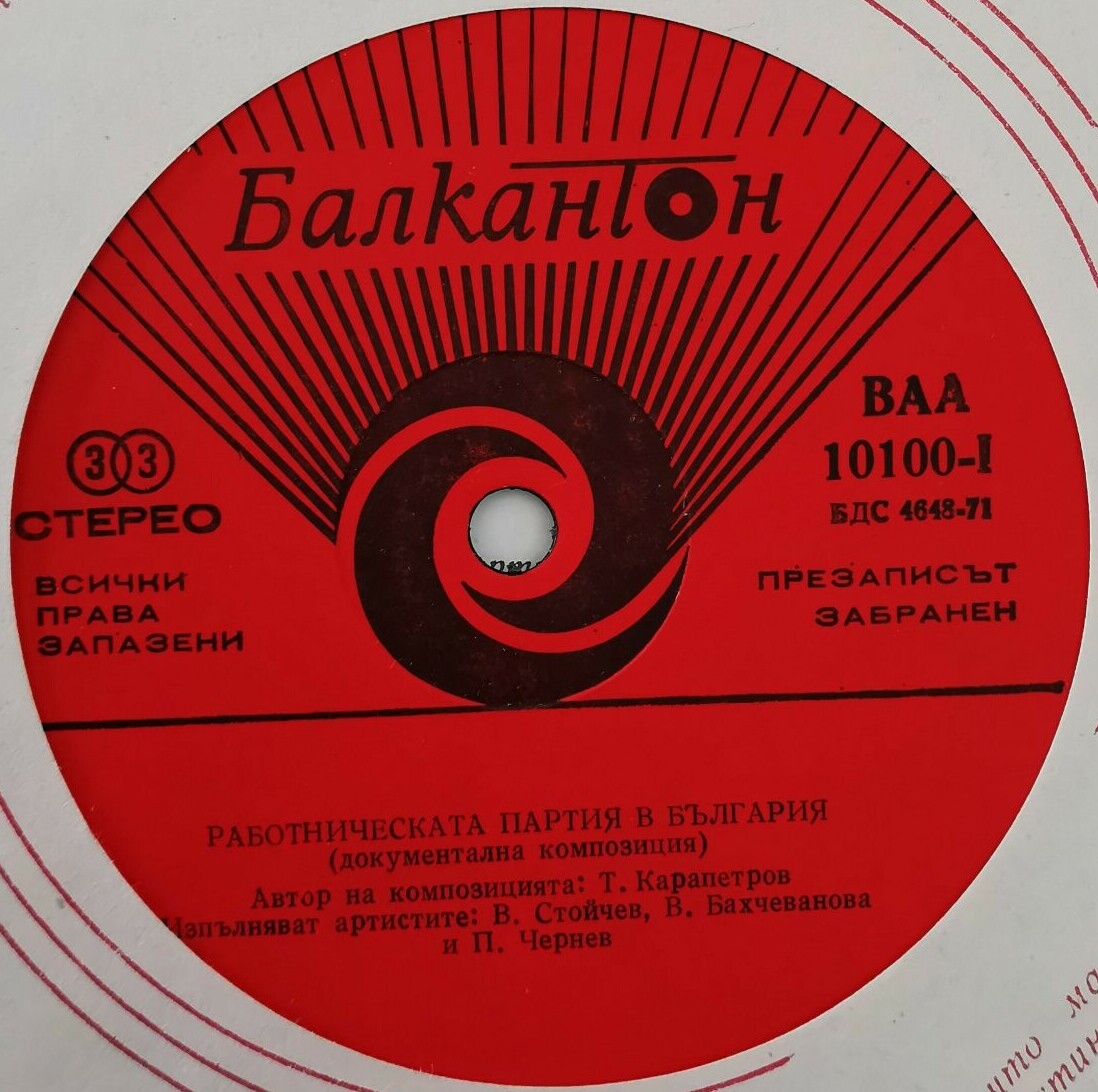 Балкантон
ВАА
10100-I
БДС 4648-71
33
СТЕРЕО
ВСИЧКИ
ПРАВА
ЗАПАЗЕНИ
ПРЕЗАПИСЪТ
ЗАБРАНЕН
РАБОТНИЧЕСКАТА ПАРТИЯ В БЪЛГАРИЯ
(документална композиция)
Автор на композицията: Т. Карапетров
Изпълняват артистите: В. Стойчев, В. Бахчеванова
и П. Чернев